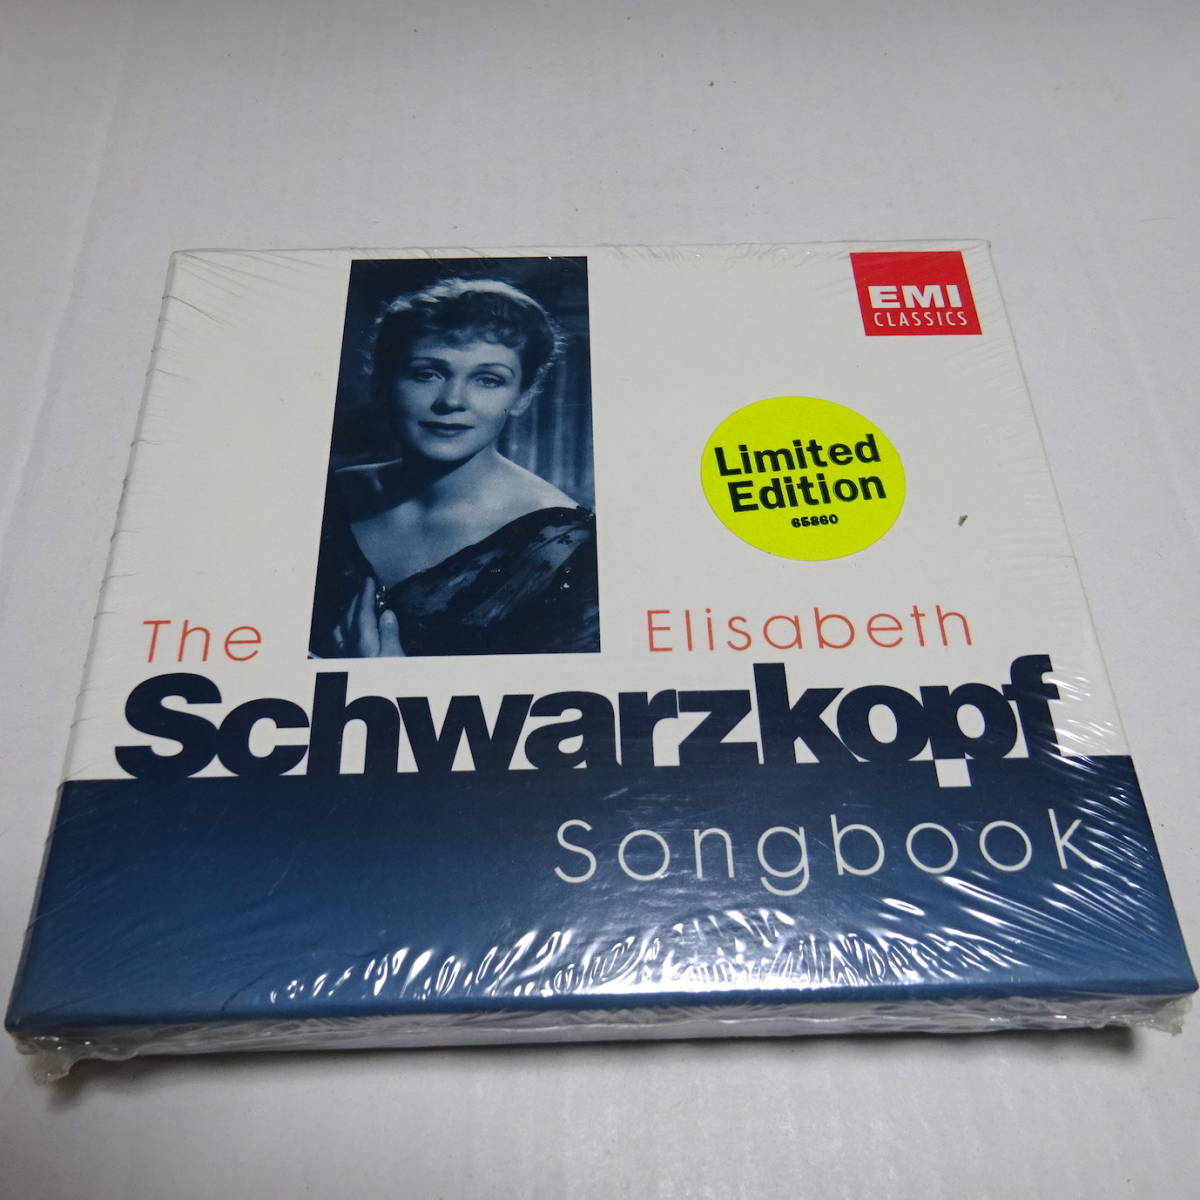 EMI
CLASSICS
Limited
Edition
65860
The Elisabeth
Schwarzkopf
Songbook